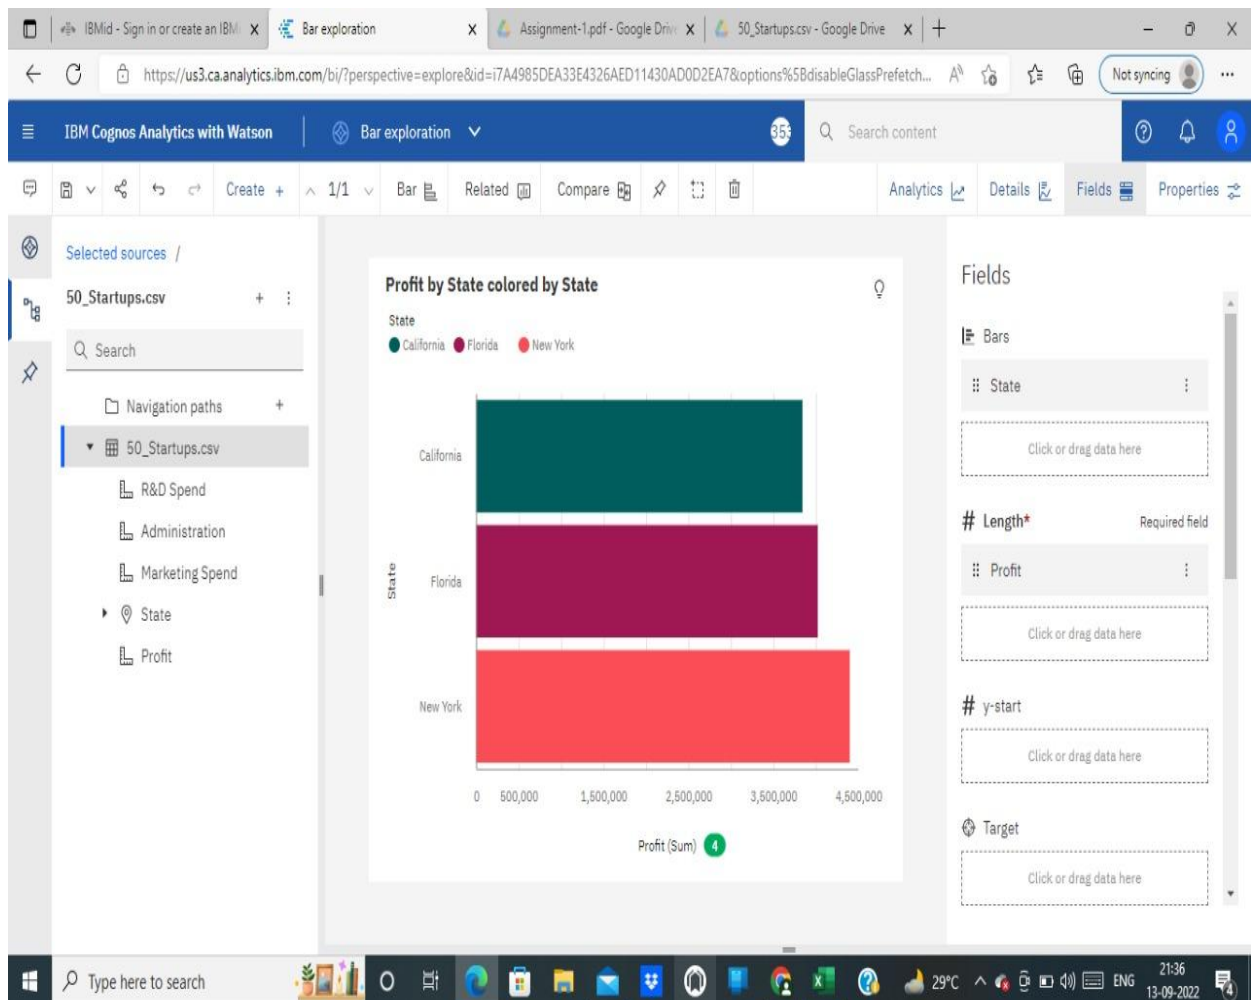 IBMid - Sign in or create an IBM
Bar exploration
Assignment-1.pdf - Google Drive
50_Startups.csv - Google Drive
https://us3.ca.analytics.ibm.com/bi/?perspective=explore&id=i7A4985DEA33E4326AED11430AD0D2EA7&options%5BdisableGlassPrefetch...
Not syncing
IBM Cognos Analytics with Watson
Bar exploration
Search content
Create +
1/1
Bar
Related
Compare
Analytics
Details
Fields
Properties
Selected sources /
50_Startups.csv
Search
Navigation paths
50_Startups.csv
R&D Spend
Administration
Marketing Spend
State
Profit
Profit by State colored by State
State
California Florida New York
California
Florida
New York
State
0 500,000 1,500,000 2,500,000 3,500,000 4,500,000
Profit (Sum) 4
Fields
Bars
State
Click or drag data here
# Length* Required field
Profit
Click or drag data here
# y-start
Click or drag data here
Target
Click or drag data here
Type here to search
29°C
ENG
21:36
13-09-2022
4